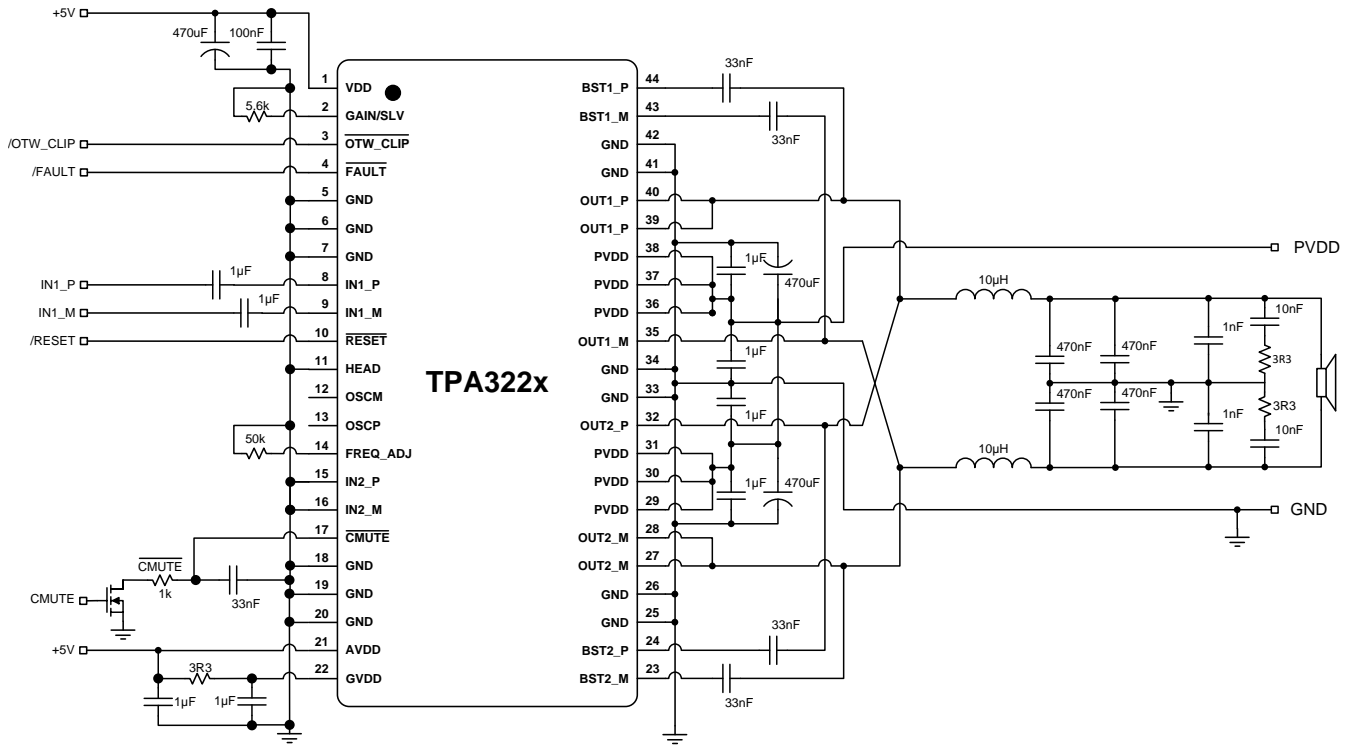 +5V
470uF
100nF
5.6k
/OTW_CLIP
/FAULT
1µF
IN1_P
1µF
IN1_M
/RESET
50k
CMUTE
1k
33nF
CMUTE
+5V
3R3
1µF
1µF
TPA322x
1 VDD
2 GAIN/SLV
3 OTW_CLIP
4 FAULT
5 GND
6 GND
7 GND
8 IN1_P
9 IN1_M
10 RESET
11 HEAD
12 OSCM
13 OSCP
14 FREQ_ADJ
15 IN2_P
16 IN2_M
17 CMUTE
18 GND
19 GND
20 GND
21 AVDD
22 GVDD
BST1_P 44
BST1_M 43
GND 42
GND 41
OUT1_P 40
OUT1_P 39
PVDD 38
PVDD 37
PVDD 36
OUT1_M 35
GND 34
GND 33
OUT2_P 32
PVDD 31
PVDD 30
PVDD 29
OUT2_M 28
OUT2_M 27
GND 26
GND 25
BST2_P 24
BST2_M 23
33nF
33nF
1µF
470uF
1µF
1µF
1µF
470uF
33nF
33nF
PVDD
10µH
10nF
1nF
470nF
470nF
3R3
470nF
470nF
3R3
1nF
10nF
10µH
GND